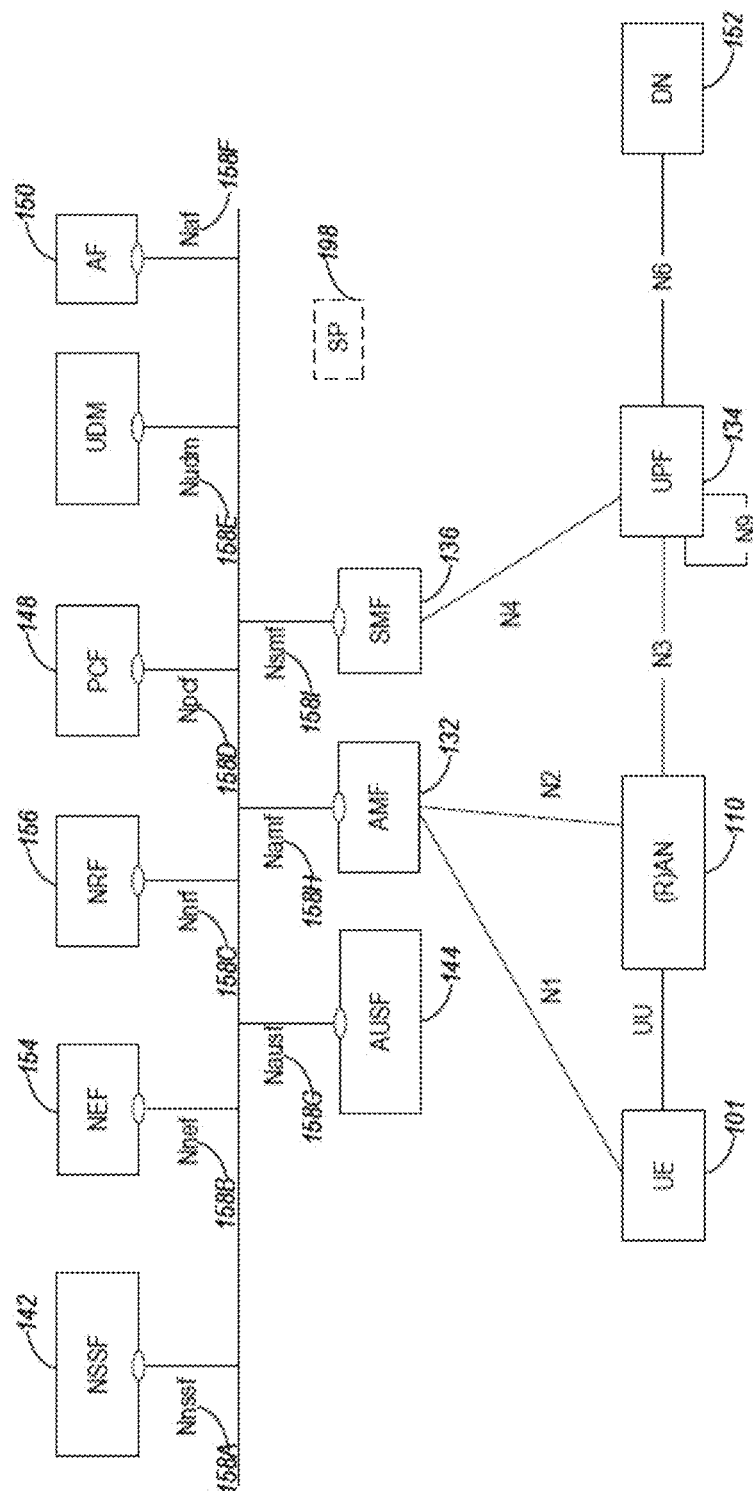 142
NSSF
Nnssf
158A
154
NEF
Nnef
158B
156
NRF
Nnrf
158C
148
PCF
Npcf
158D
UDM
Nudm
158E
150
AF
Naf
158F
Nausf
158G
AUSF
144
Namf
158H
AMF
132
Nsmf
158I
SMF
136
SP
198
N1
N2
N4
UE
101
UU
(R)AN
110
N3
UPF
134
N9
N6
DN
152